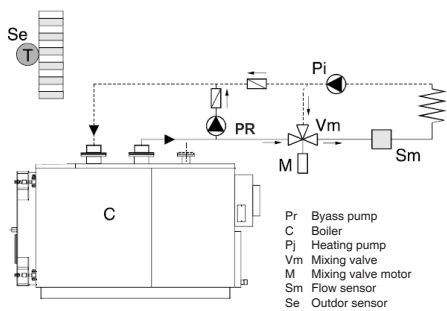 Se
T
Pi
Vm
PR
M
Sm
C
Pr Byass pump
C Boiler
Pj Heating pump
Vm Mixing valve
M Mixing valve motor
Sm Flow sensor
Se Outdor sensor